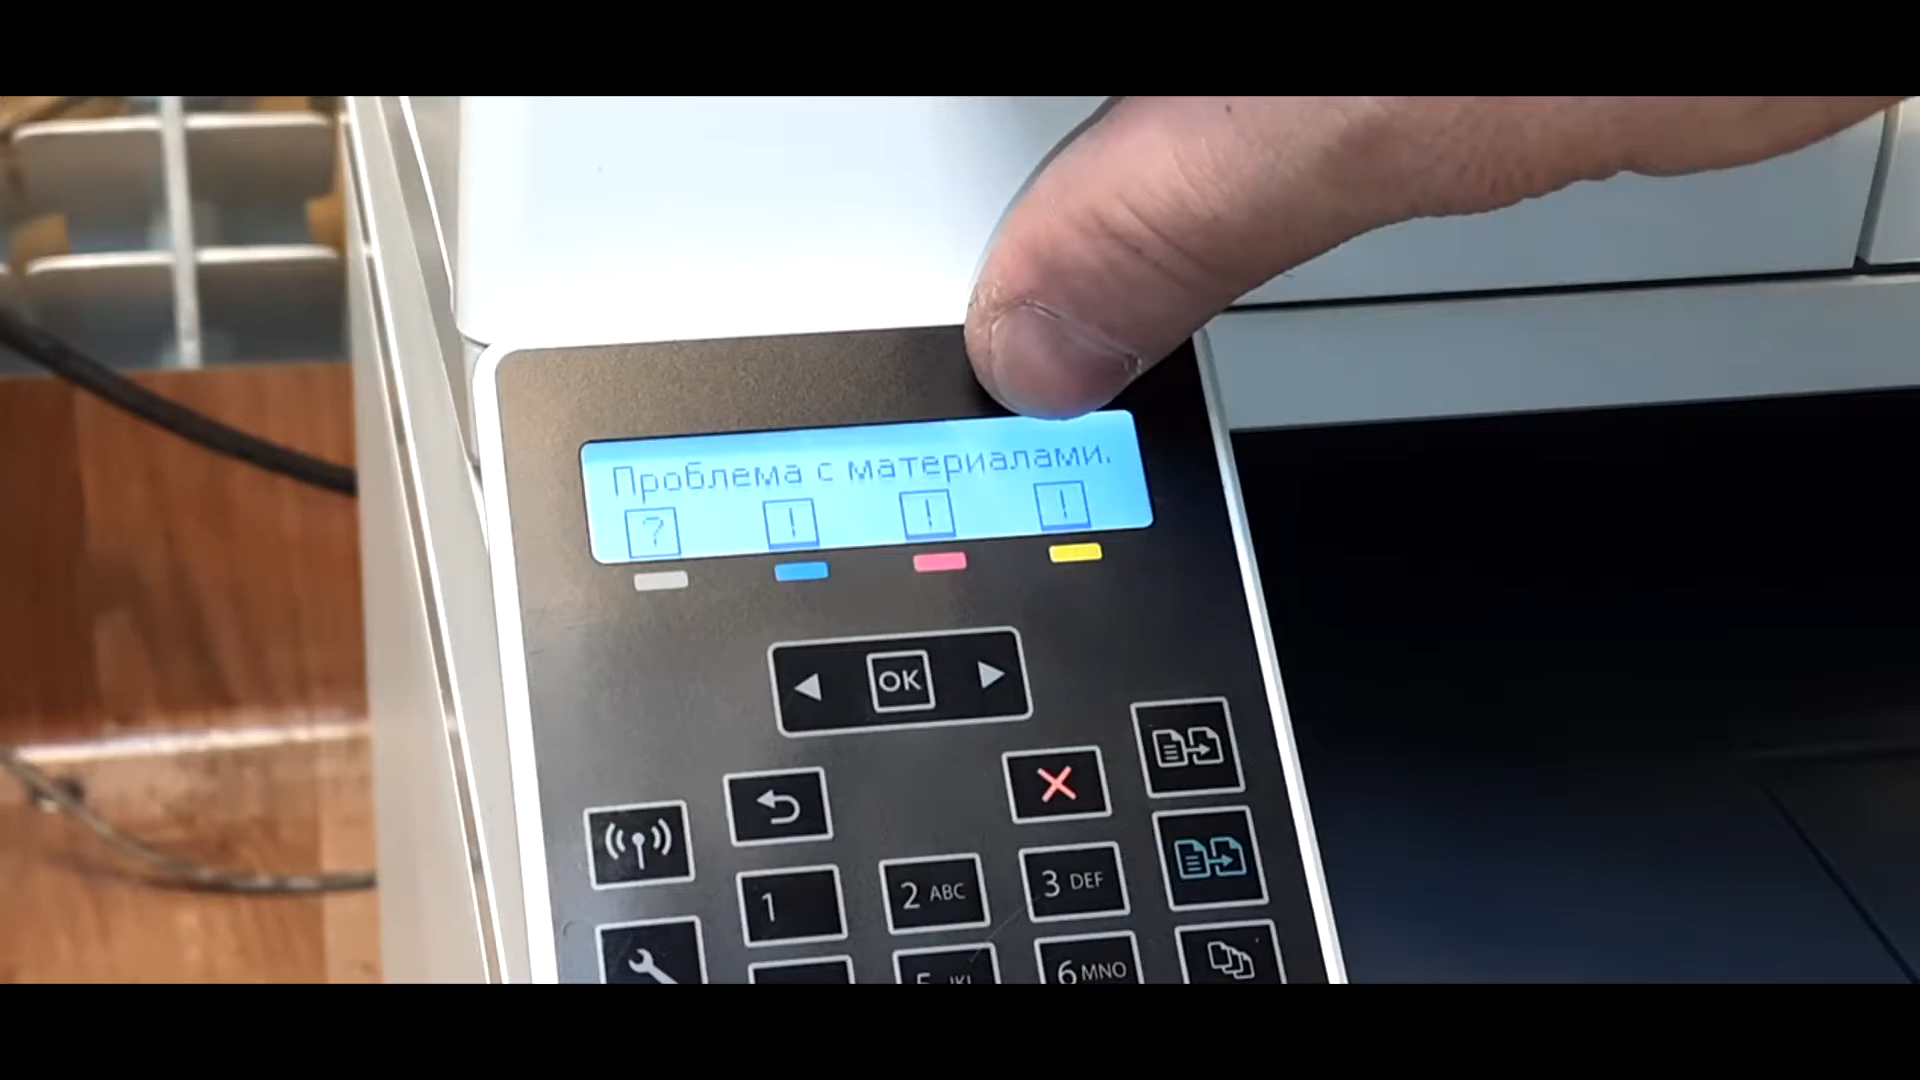 Проблема с материалами.
? ! ! !
OK
1
2 ABC
3 DEF
6 MNO